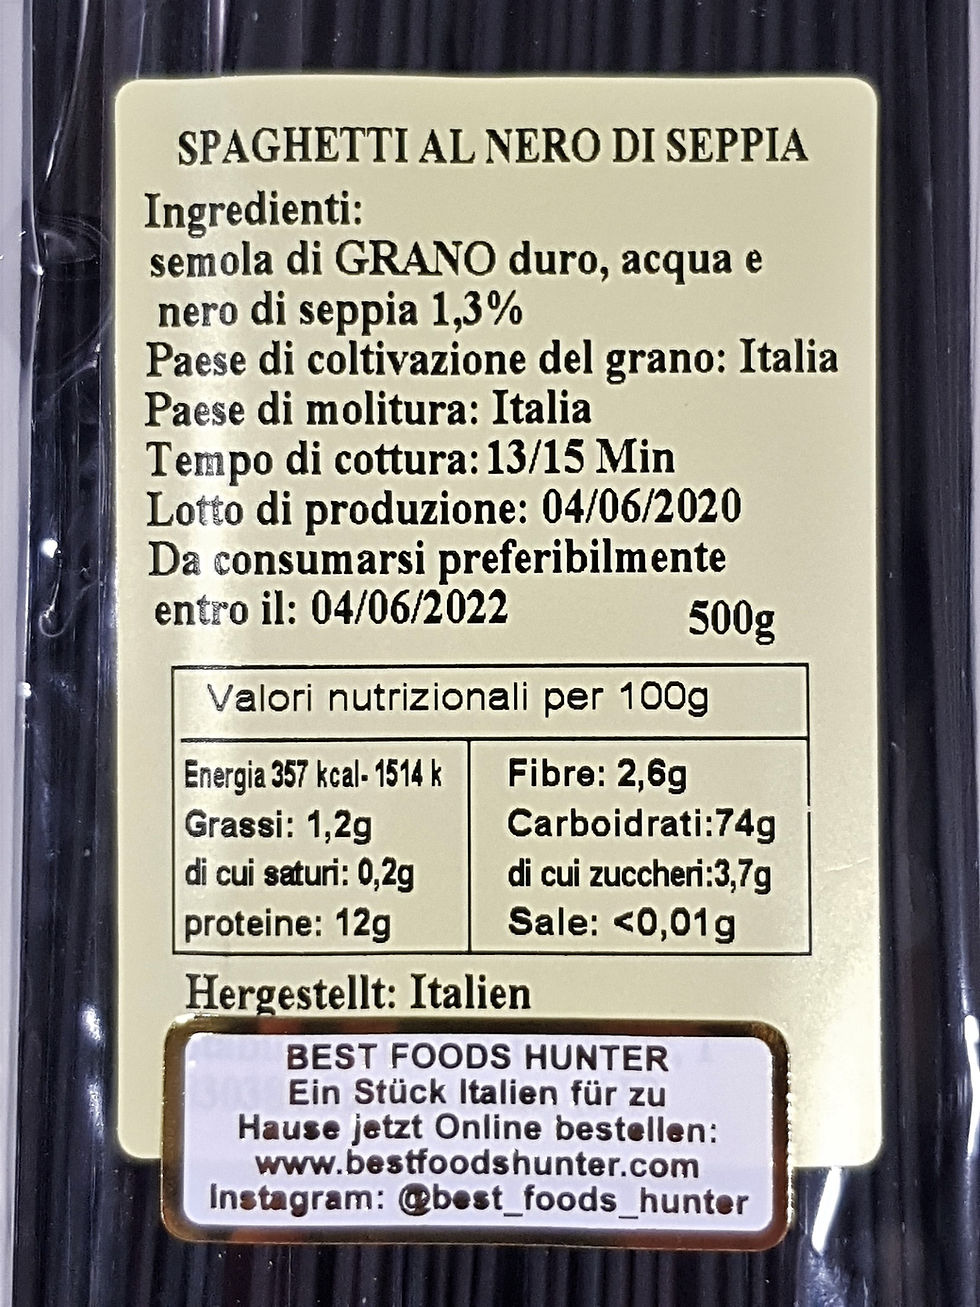 SPAGHETTI AL NERO DI SEPPIA
Ingredienti:
semola di GRANO duro, acqua e
nero di seppia 1,3%
Paese di coltivazione del grano: Italia
Paese di molitura: Italia
Tempo di cottura: 13/15 Min
Lotto di produzione: 04/06/2020
Da consumarsi preferibilmente
entro il: 04/06/2022
500g
Valori nutrizionali per 100g
Energia 357 kcal- 1514 k
Grassi: 1,2g
di cui saturi: 0,2g
proteine: 12g
Fibre: 2,6g
Carboidrati:74g
di cui zuccheri:3,7g
Sale: <0,01g
Hergestellt: Italien
BEST FOODS HUNTER
Ein Stück Italien für zu
Hause jetzt Online bestellen:
www.bestfoodshunter.com
Instagram: @best_foods_hunter